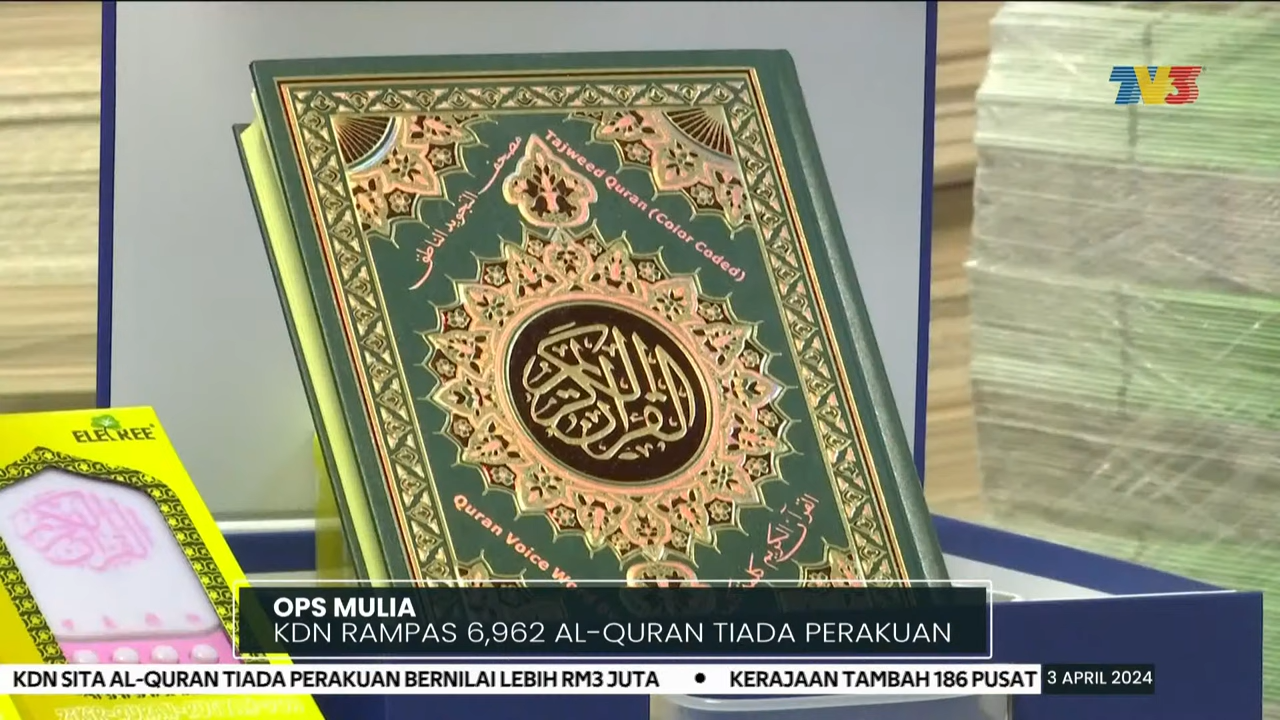 TV3
مصحف التجويد الناطق
Tajweed Quran (Color Coded)
القرآن الكريم
ELECTREE
Quran Voice
القرآن الكريم
OPS MULIA
KDN RAMPAS 6,962 AL-QURAN TIADA PERAKUAN
KDN SITA AL-QURAN TIADA PERAKUAN BERNILAI LEBIH RM3 JUTA • KERAJAAN TAMBAH 186 PUSAT
3 APRIL 2024